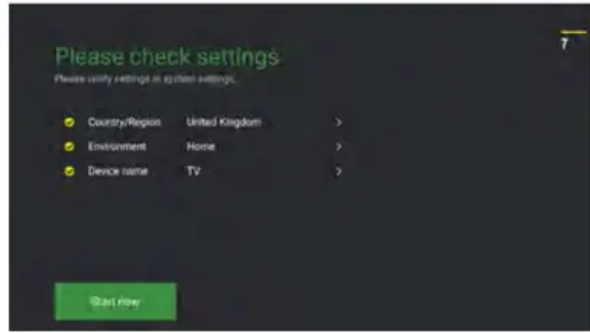 Please check settings
7
Please verify settings in system settings.
Country/Region United Kingdom >
Environment Home >
Device name TV >
Start now